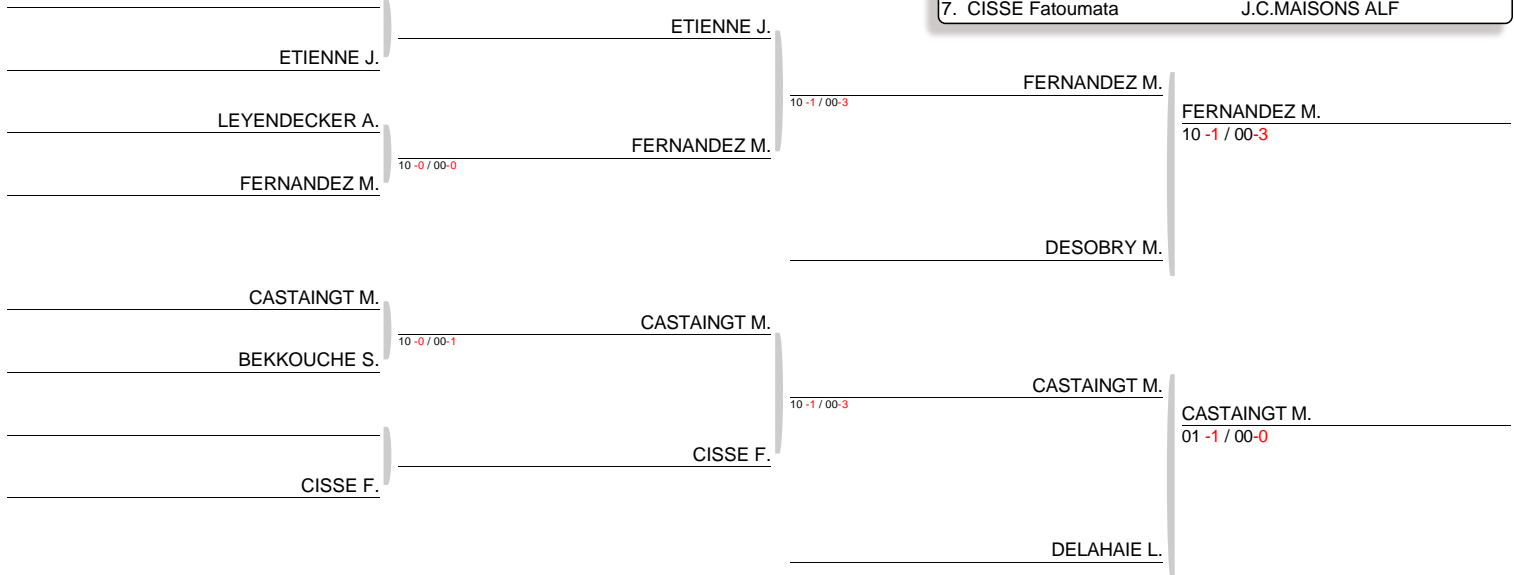 7. CISSE Fatoumata J.C.MAISONS ALF
ETIENNE J.
ETIENNE J.
FERNANDEZ M.
10 -1 / 00-3
FERNANDEZ M.
10 -1 / 00-3
LEYENDECKER A.
FERNANDEZ M.
10 -0 / 00-0
FERNANDEZ M.
DESOBRY M.
CASTAINGT M.
CASTAINGT M.
10 -0 / 00-1
BEKKOUCHE S.
CASTAINGT M.
10 -1 / 00-3
CASTAINGT M.
01 -1 / 00-0
CISSE F.
CISSE F.
DELAHAIE L.